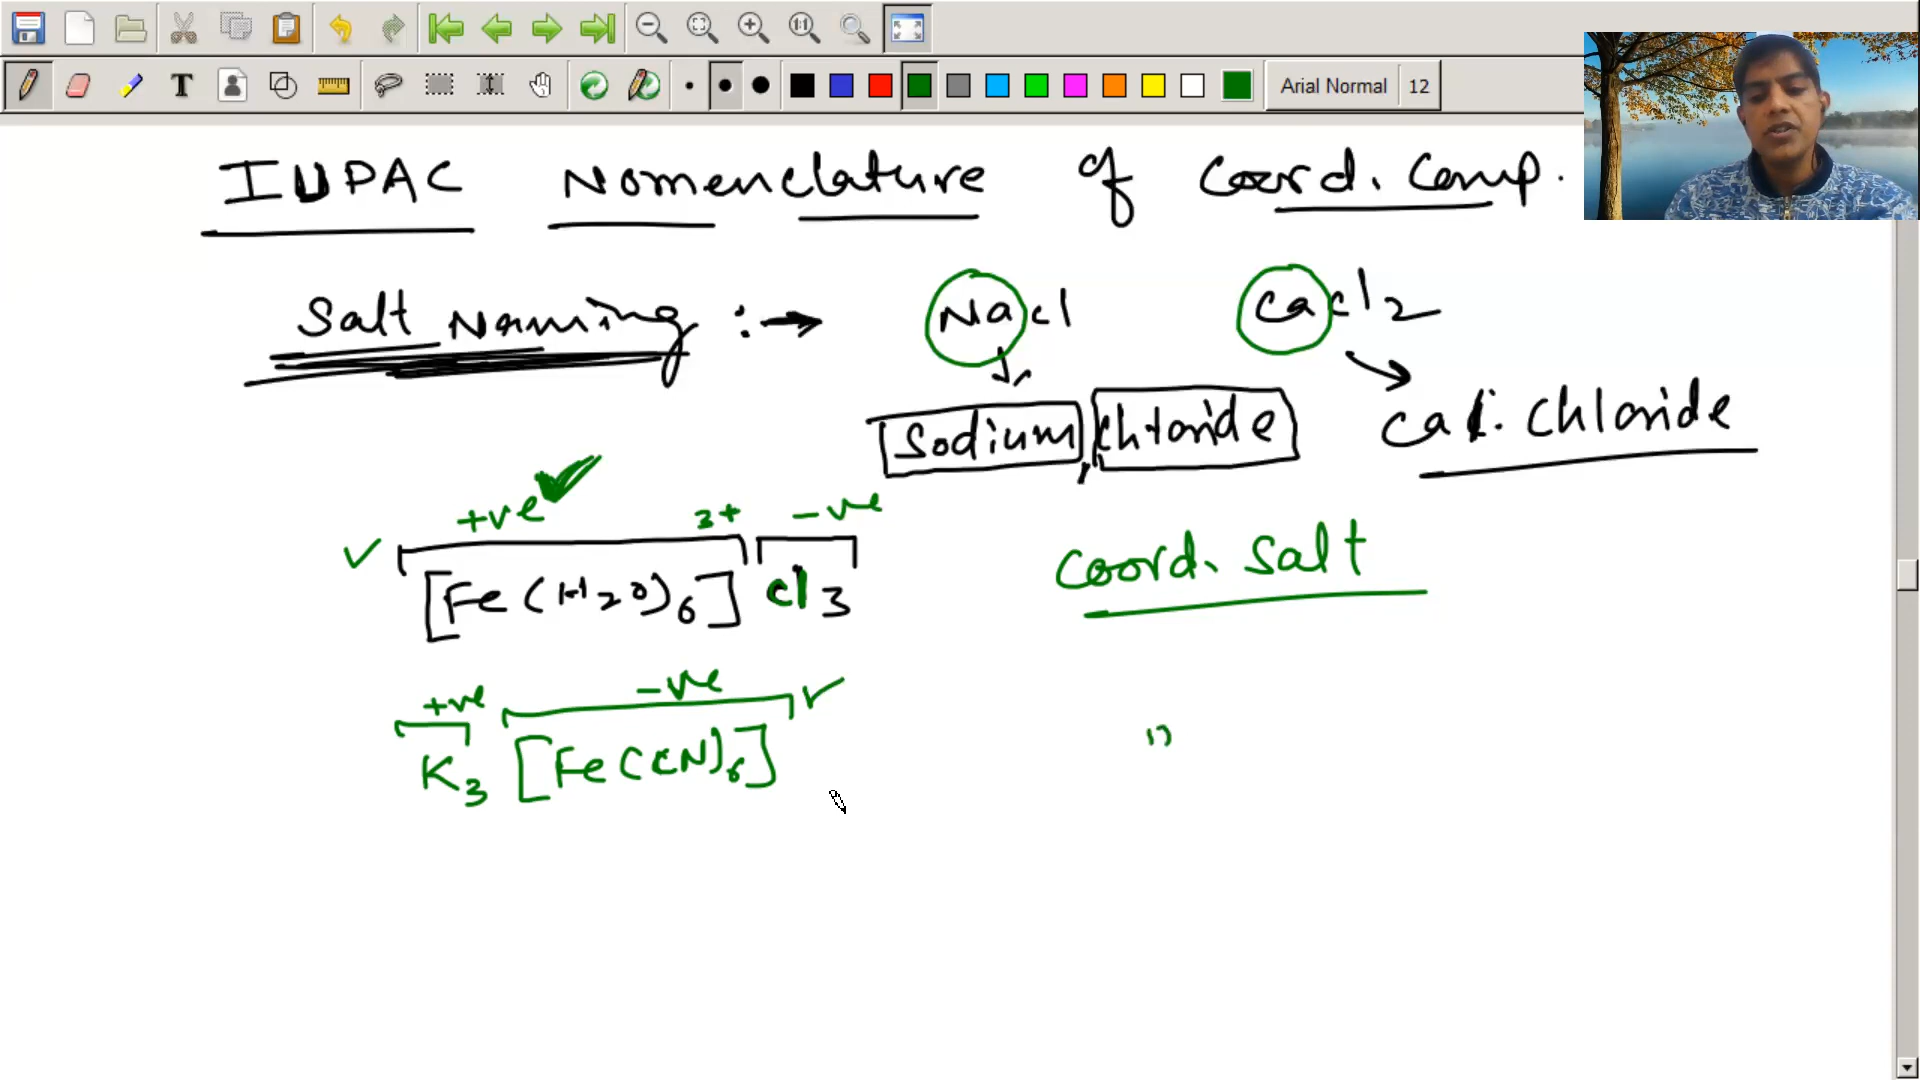 Arial Normal 12
IUPAC Nomenclature of Coord. Comp.
Salt Naming :→ NaCl CaCl2
Sodium Chloride Cal. Chloride
+ve 3+ -ve
[Fe(H2O)6] Cl3 Coord. Salt
+ve -ve
K3 [Fe(CN)6] 1)